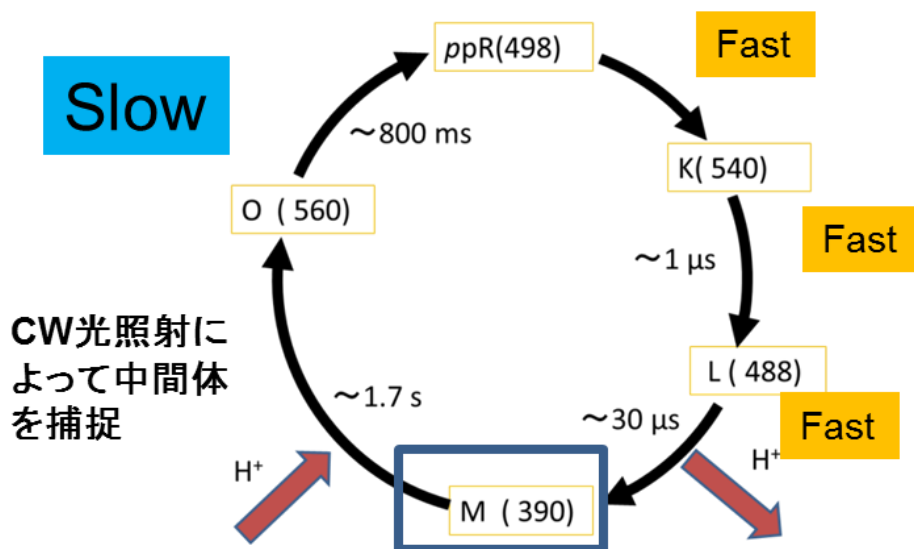 ppR(498)
Fast
Slow
~800 ms
K( 540)
O ( 560)
Fast
~1 μs
CW光照射に
よって中間体
を捕捉
L ( 488)
~1.7 s
~30 μs
Fast
H⁺
H⁺
M ( 390)